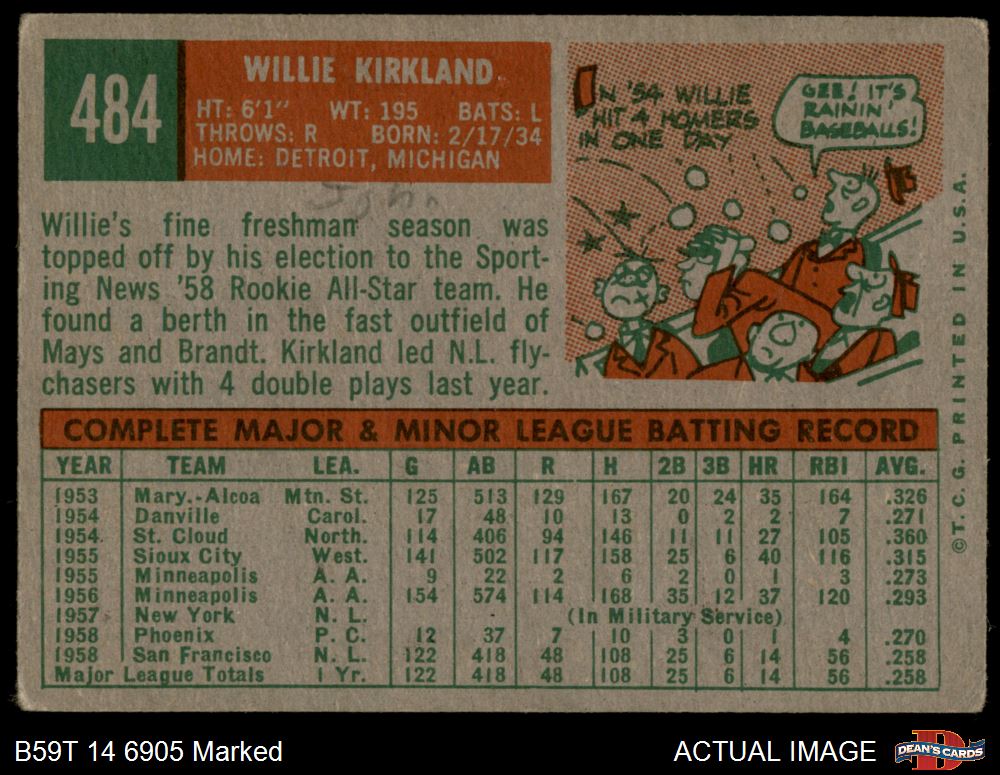 484
WILLIE KIRKLAND
HT: 6'1" WT: 195 BATS: L
THROWS: R BORN: 2/17/34
HOME: DETROIT, MICHIGAN
John
IN '54 WILLIE
HIT 4 HOMERS
IN ONE DAY
GEE! IT'S
RAININ'
BASEBALLS!
Willie's fine freshman season was
topped off by his election to the Sport-
ing News '58 Rookie All-Star team. He
found a berth in the fast outfield of
Mays and Brandt. Kirkland led N.L. fly-
chasers with 4 double plays last year.
COMPLETE MAJOR & MINOR LEAGUE BATTING RECORD
YEAR TEAM LEA. G AB R H 2B 3B HR RBI AVG.
1953 Mary.-Alcoa Mtn. St. 125 513 129 167 20 24 35 164 .326
1954 Danville Carol. 17 48 10 13 0 2 2 7 .271
1954 St. Cloud North. 114 406 94 146 11 11 27 105 .360
1955 Sioux City West. 141 502 117 158 25 6 40 116 .315
1955 Minneapolis A. A. 9 22 2 6 2 0 1 3 .273
1956 Minneapolis A. A. 154 574 114 168 35 12 37 120 .293
1957 New York N. L. (In Military Service)
1958 Phoenix P. C. 12 37 7 10 3 0 1 4 .270
1958 San Francisco N. L. 122 418 48 108 25 6 14 56 .258
Major League Totals 1 Yr. 122 418 48 108 25 6 14 56 .258
©T.C.G. PRINTED IN U.S.A.
B59T 14 6905 Marked
ACTUAL IMAGE
DEAN'S CARDS